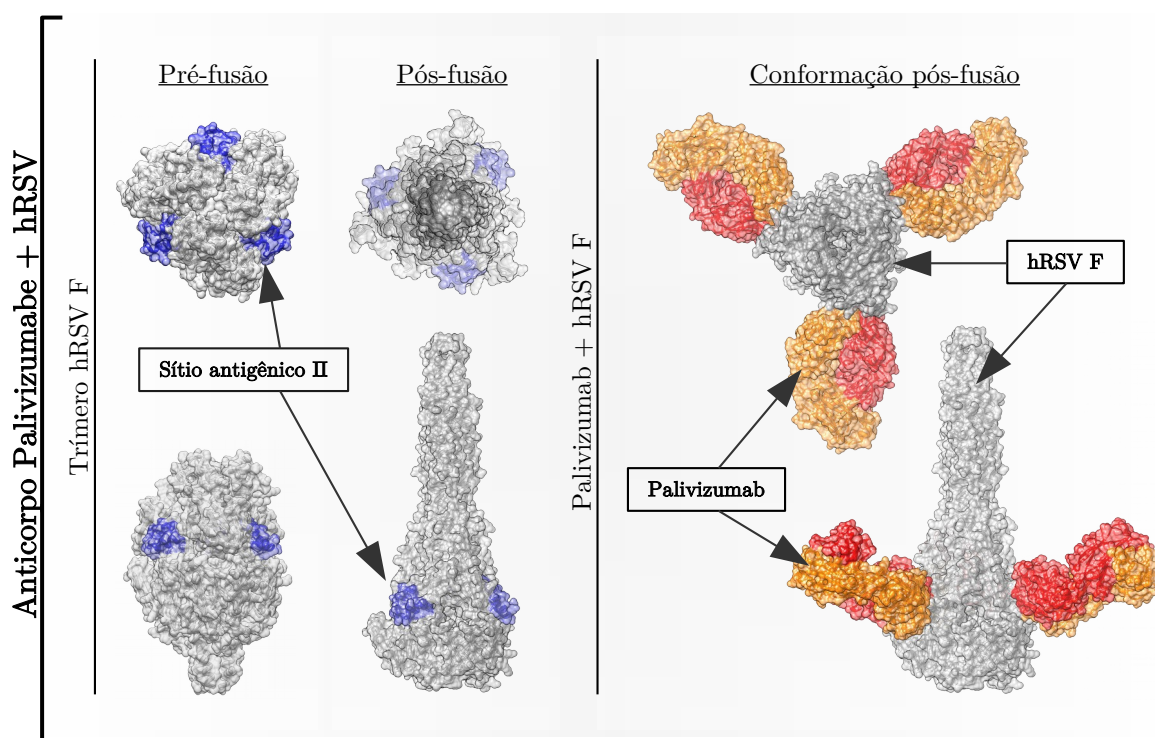 Anticorpo Palivizumabe + hRSV
Trímero hRSV F
Pré-fusão
Pós-fusão
Sítio antigênico II
Palivizumab + hRSV F
Conformação pós-fusão
hRSV F
Palivizumab